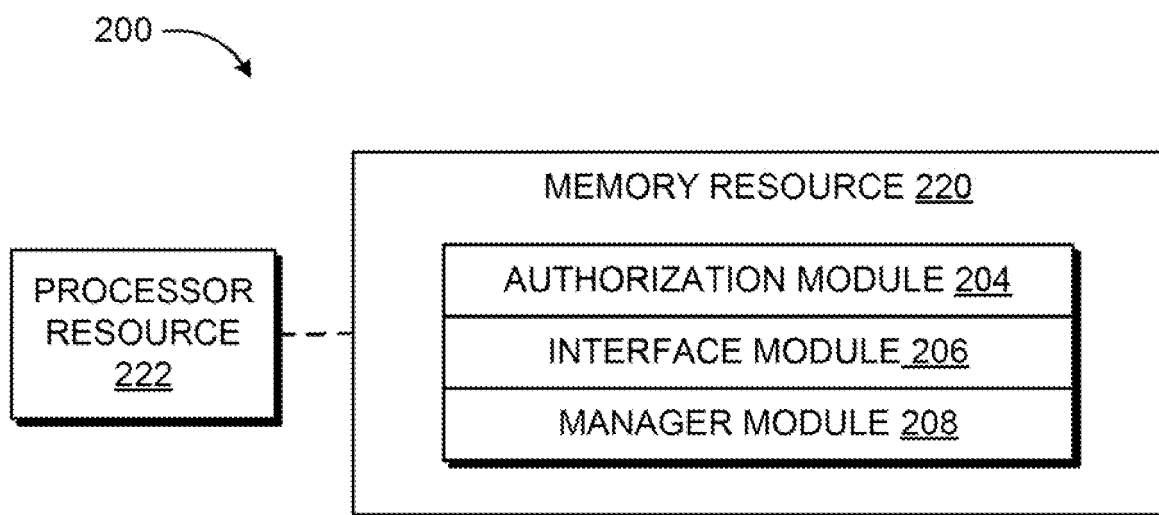 200
MEMORY RESOURCE 220
PROCESSOR
RESOURCE
222
AUTHORIZATION MODULE 204
INTERFACE MODULE 206
MANAGER MODULE 208